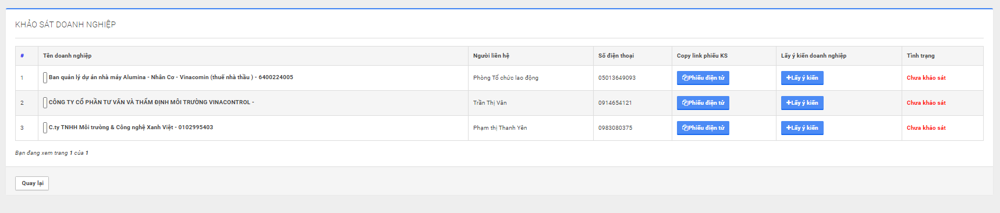 KHẢO SÁT DOANH NGHIỆP
# Tên doanh nghiệp Người liên hệ Số điện thoại Copy link phiếu KS Lấy ý kiến doanh nghiệp Tình trạng
1 Ban quản lý dự án nhà máy Alumina - Nhân Cơ - Vinacomin (thuế nhà thầu ) - 6400224005 Phòng Tổ chức lao động 05013649093 Phiếu điện tử Lấy ý kiến Chưa khảo sát
2 CÔNG TY CỔ PHẦN TƯ VẤN VÀ THẨM ĐỊNH MÔI TRƯỜNG VINACONTROL - Trần Thị Vân 0914654121 Phiếu điện tử Lấy ý kiến Chưa khảo sát
3 C.ty TNHH Môi trường & Công nghệ Xanh Việt - 0102995403 Phạm thị Thanh Yên 0983080375 Phiếu điện tử Lấy ý kiến Chưa khảo sát
Bạn đang xem trang 1 của 1
Quay lại